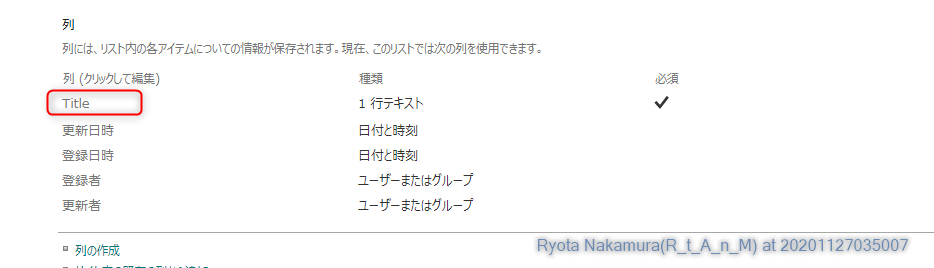 列
列には、リスト内の各アイテムについての情報が保存されます。現在、このリストでは次の列を使用できます。
列 (クリックして編集) 種類 必須
Title 1 行テキスト ✓
更新日時 日付と時刻
登録日時 日付と時刻
登録者 ユーザーまたはグループ
更新者 ユーザーまたはグループ
列の作成
Ryota Nakamura(R_t_A_n_M) at 20201127035007